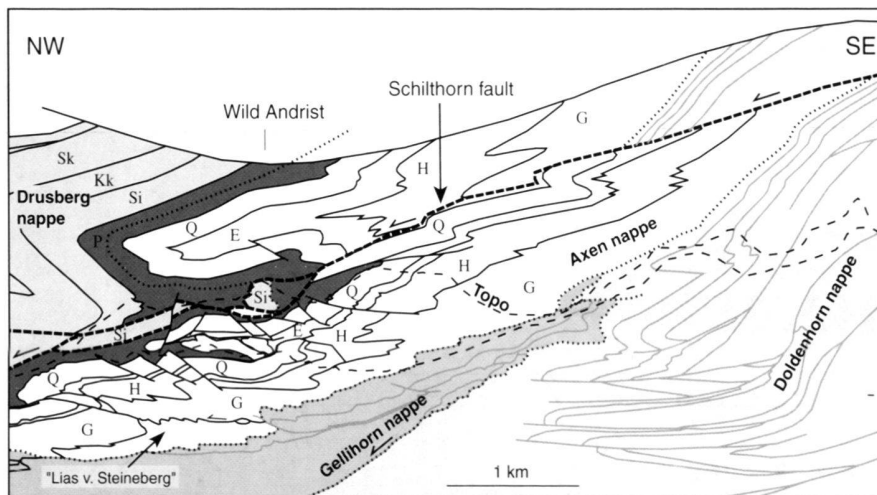 NW
SE
Schilthorn fault
Wild Andrist
G
Sk
H
Kk
Si
Drusberg
nappe
Q
Q
P
E
Axen nappe
H
G
Topo
Si
Q
Si
E
H
Doldenhorn nappe
Q
Q
H
G
G
Gellihorn nappe
"Lias v. Steineberg"
1 km